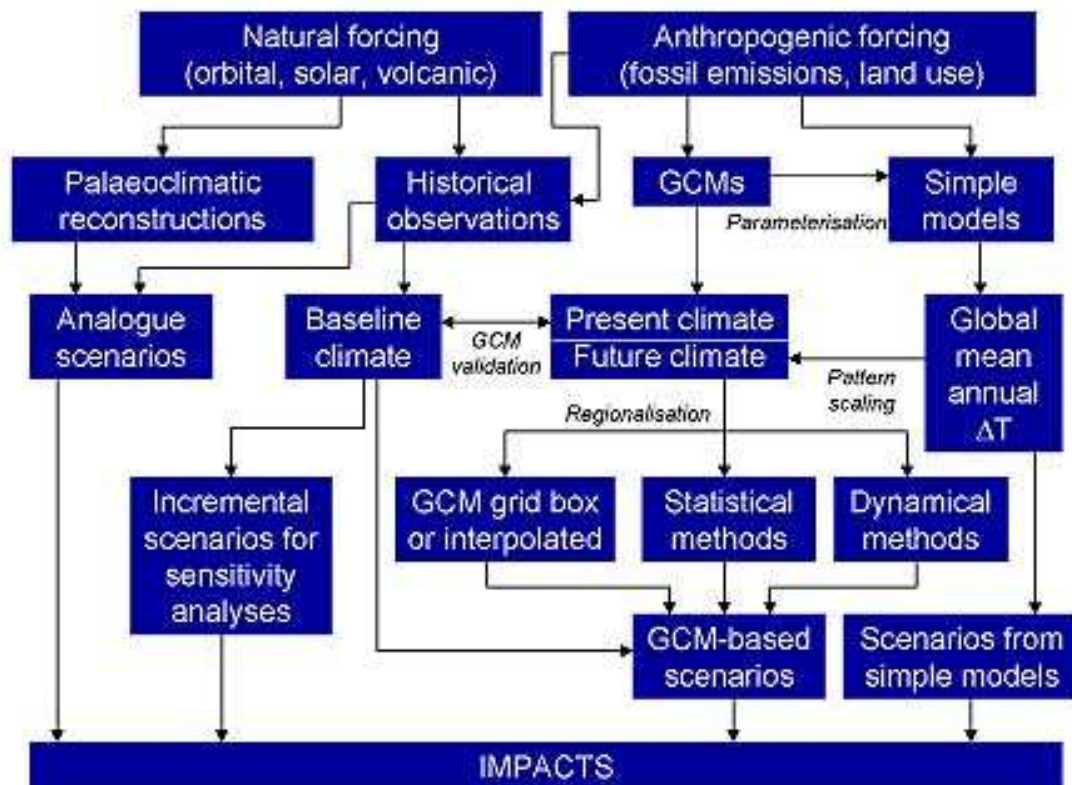 Natural forcing
(orbital, solar, volcanic)
Anthropogenic forcing
(fossil emissions, land use)
Palaeoclimatic
reconstructions
Historical
observations
GCMs
Parameterisation
Simple
models
Analogue
scenarios
Baseline
climate
GCM
validation
Present climate
Future climate
Pattern
scaling
Global
mean
annual
ΔT
Regionalisation
Incremental
scenarios for
sensitivity
analyses
GCM grid box
or interpolated
Statistical
methods
Dynamical
methods
GCM-based
scenarios
Scenarios from
simple models
IMPACTS